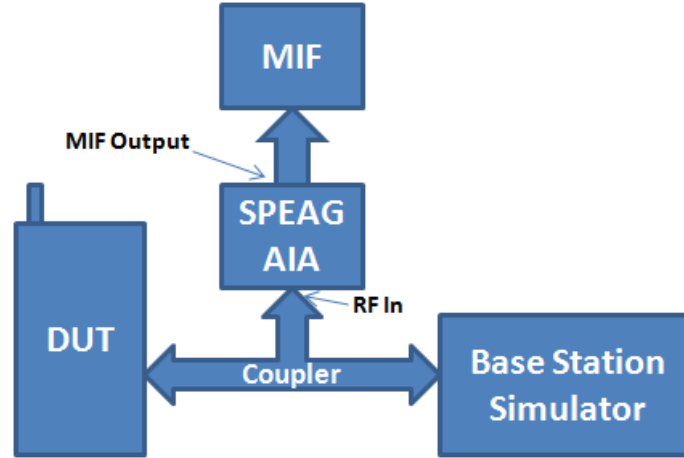 MIF
MIF Output
SPEAG
AIA
RF In
DUT
Coupler
Base Station
Simulator